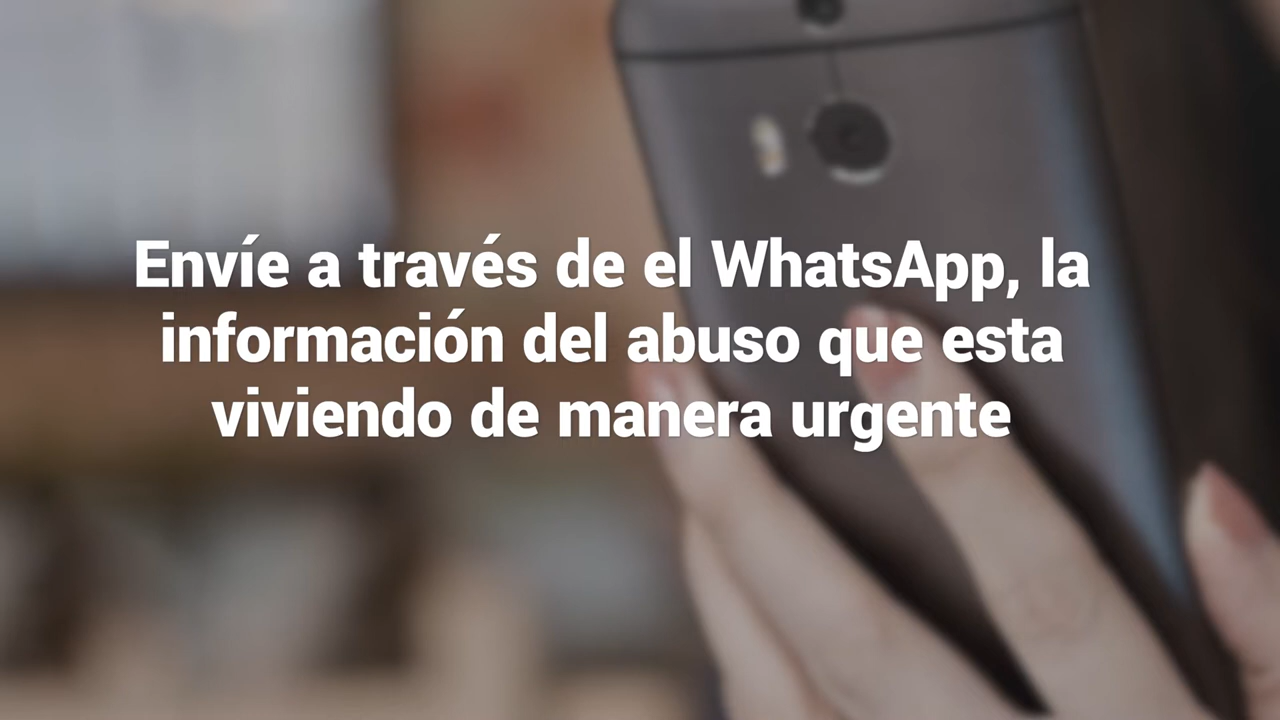 Envíe a través de el WhatsApp, la
información del abuso que esta
viviendo de manera urgente